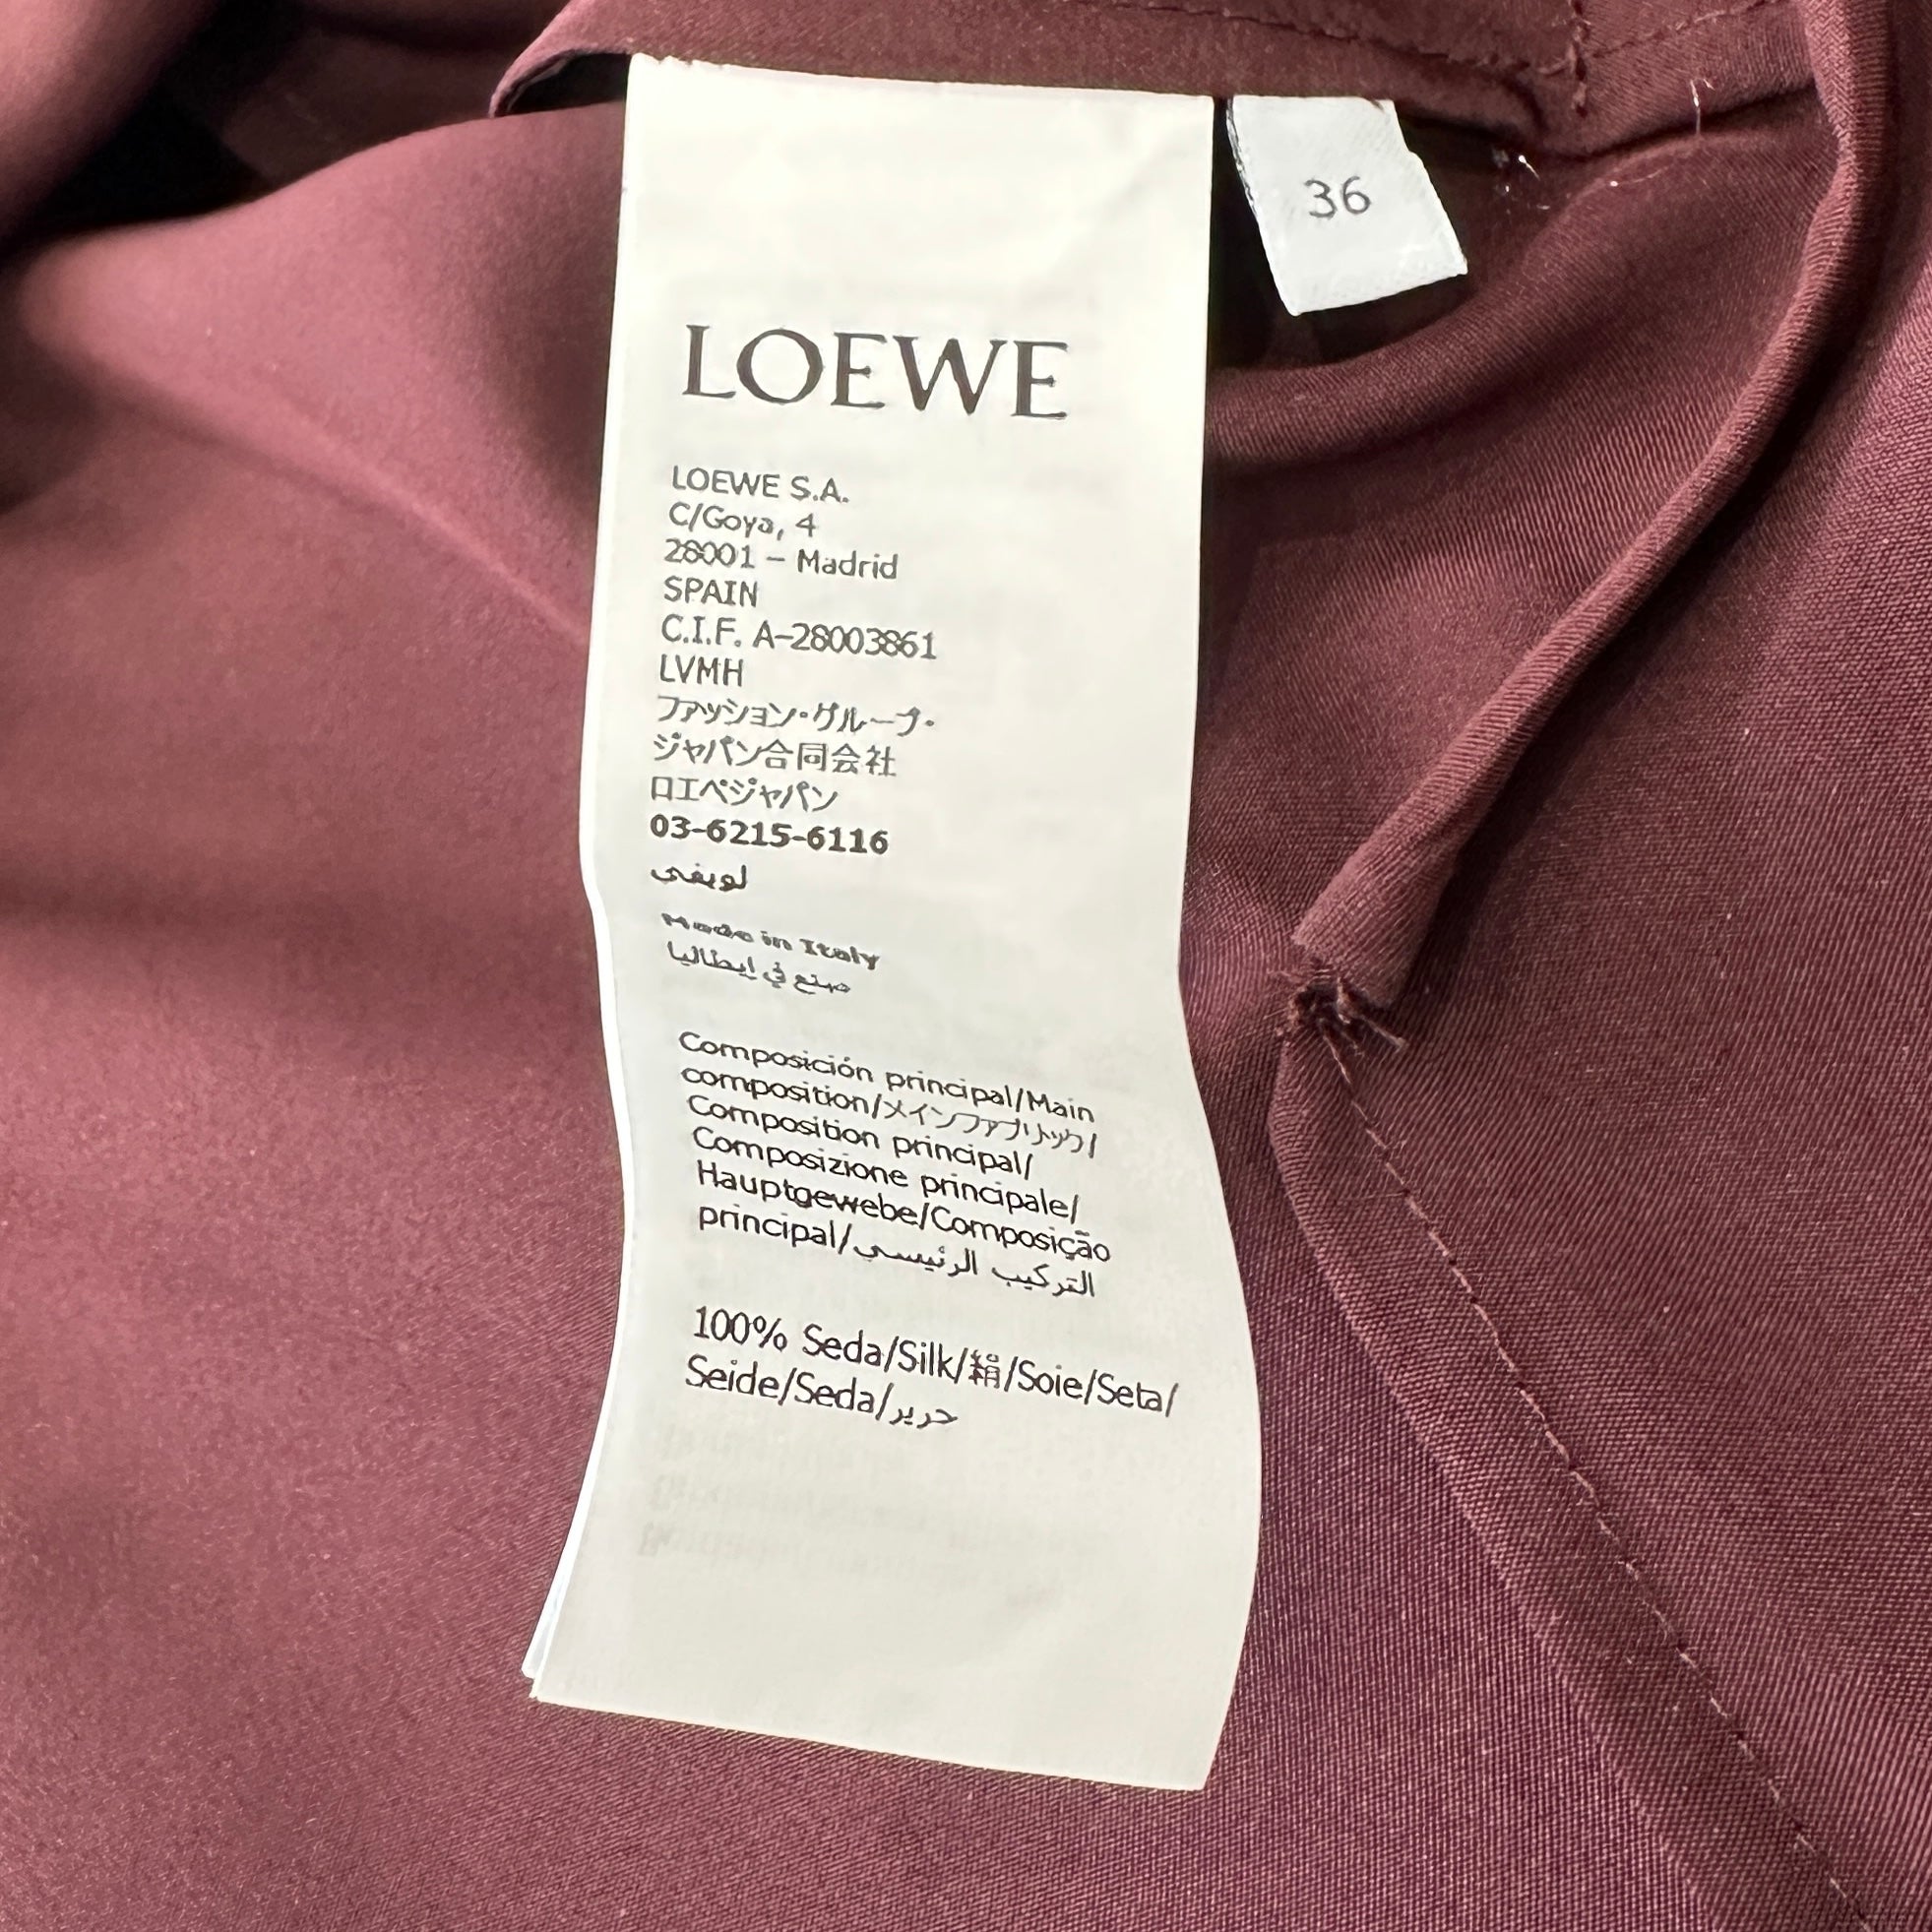 36
LOEWE
LOEWE S.A.
C/Goya, 4
28001 – Madrid
SPAIN
C.I.F. A-28003861
LVMH
ファッション・グループ・
ジャパン合同会社
ロエベジャパン
03-6215-6116
لويفي
Made in Italy
صنع في إيطاليا
Composición principal/Main
composition/メインファブリック/
Composition principal/
Composizione principale/
Hauptgewebe/Composição
principal/التركيب الرئيسي
100% Seda/Silk/絹/Soie/Seta/
Seide/Seda/حرير